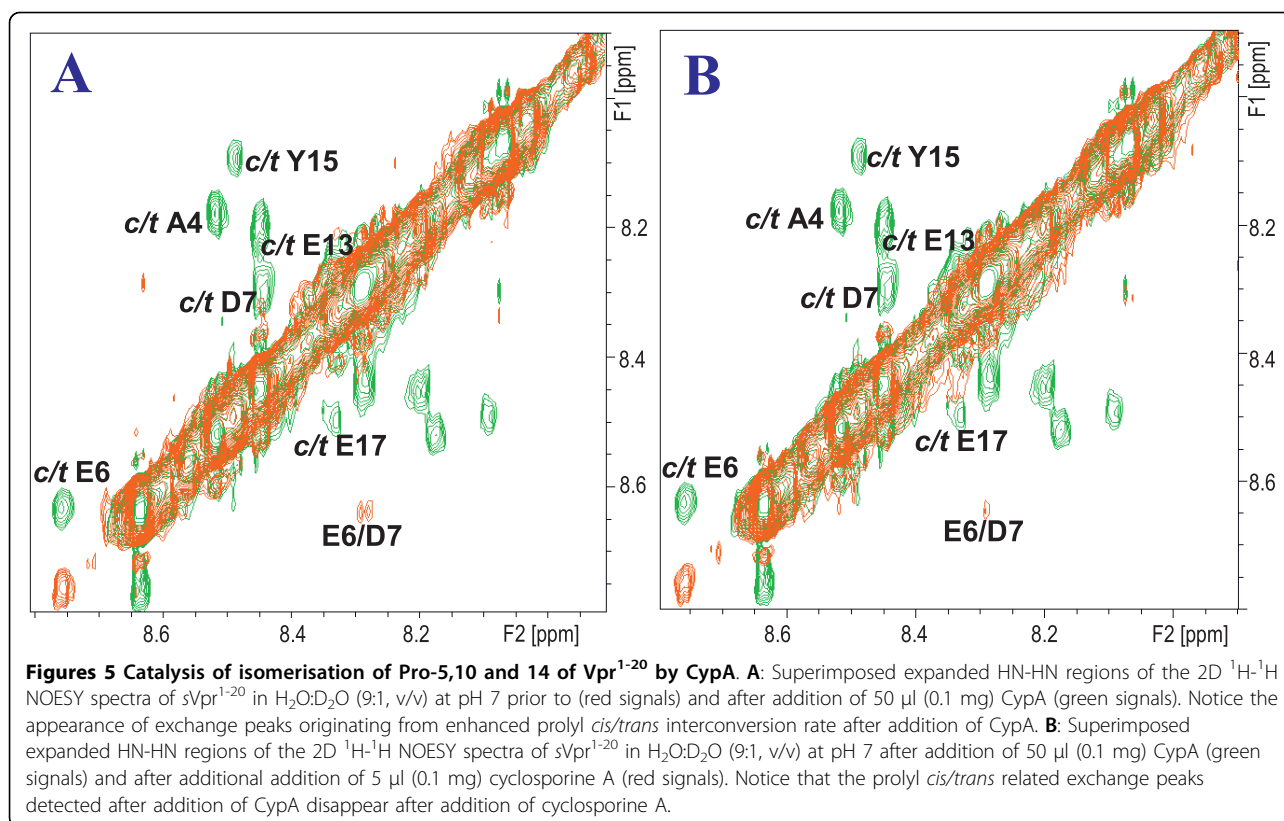 A
B
c/t Y15
c/t Y15
c/t A4
c/t A4
c/t E13
c/t E13
c/t D7
c/t D7
c/t E17
c/t E17
c/t E6
c/t E6
E6/D7
E6/D7
F1 [ppm]
F1 [ppm]
8.2
8.4
8.6
8.2
8.4
8.6
8.6 8.4 8.2 F2 [ppm]
8.6 8.4 8.2 F2 [ppm]
Figures 5 Catalysis of isomerisation of Pro-5,10 and 14 of Vpr1-20 by CypA. A: Superimposed expanded HN-HN regions of the 2D 1H-1H
NOESY spectra of sVpr1-20 in H2O:D2O (9:1, v/v) at pH 7 prior to (red signals) and after addition of 50 μl (0.1 mg) CypA (green signals). Notice the
appearance of exchange peaks originating from enhanced prolyl cis/trans interconversion rate after addition of CypA. B: Superimposed
expanded HN-HN regions of the 2D 1H-1H NOESY spectra of sVpr1-20 in H2O:D2O (9:1, v/v) at pH 7 after addition of 50 μl (0.1 mg) CypA (green
signals) and after additional addition of 5 μl (0.1 mg) cyclosporine A (red signals). Notice that the prolyl cis/trans related exchange peaks
detected after addition of CypA disappear after addition of cyclosporine A.